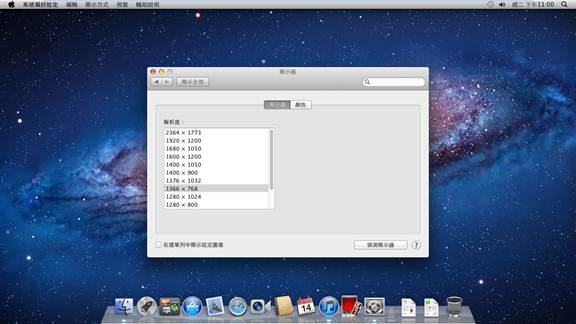 系統偏好設定 編輯 顯示方式 視窗 輔助說明 週二 下午11:00
顯示器
顯示全部
顯示器 顏色
解析度：
2364 × 1773
1920 × 1200
1680 × 1050
1600 × 1200
1400 × 1050
1400 × 900
1376 × 1032
1366 × 768
1280 × 1024
1280 × 800
在選單列中顯示設定圖像 偵測顯示器 ?
14